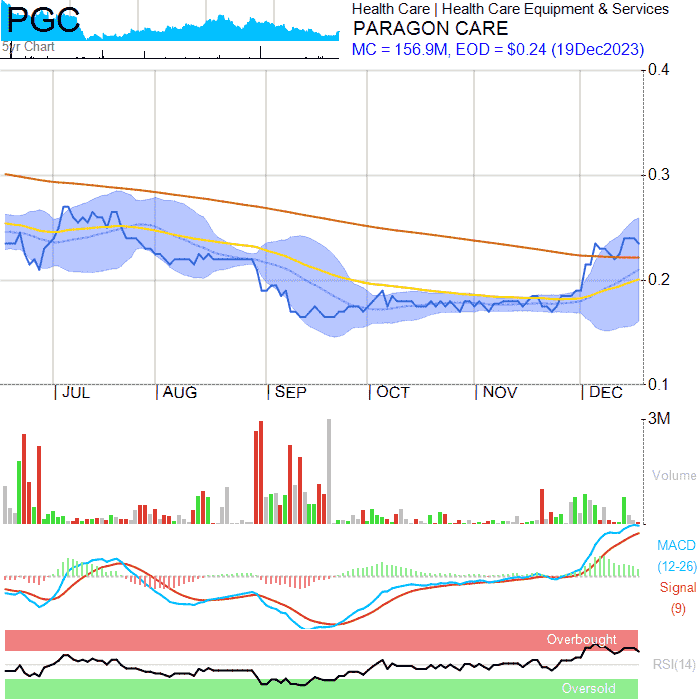 PGC
5yr Chart
Health Care | Health Care Equipment & Services
PARAGON CARE
MC = 156.9M, EOD = $0.24 (19Dec2023)
0.4
0.3
0.2
0.1
JUL
AUG
SEP
OCT
NOV
DEC
3M
Volume
MACD
(12-26)
Signal
(9)
Overbought
RSI(14)
Oversold